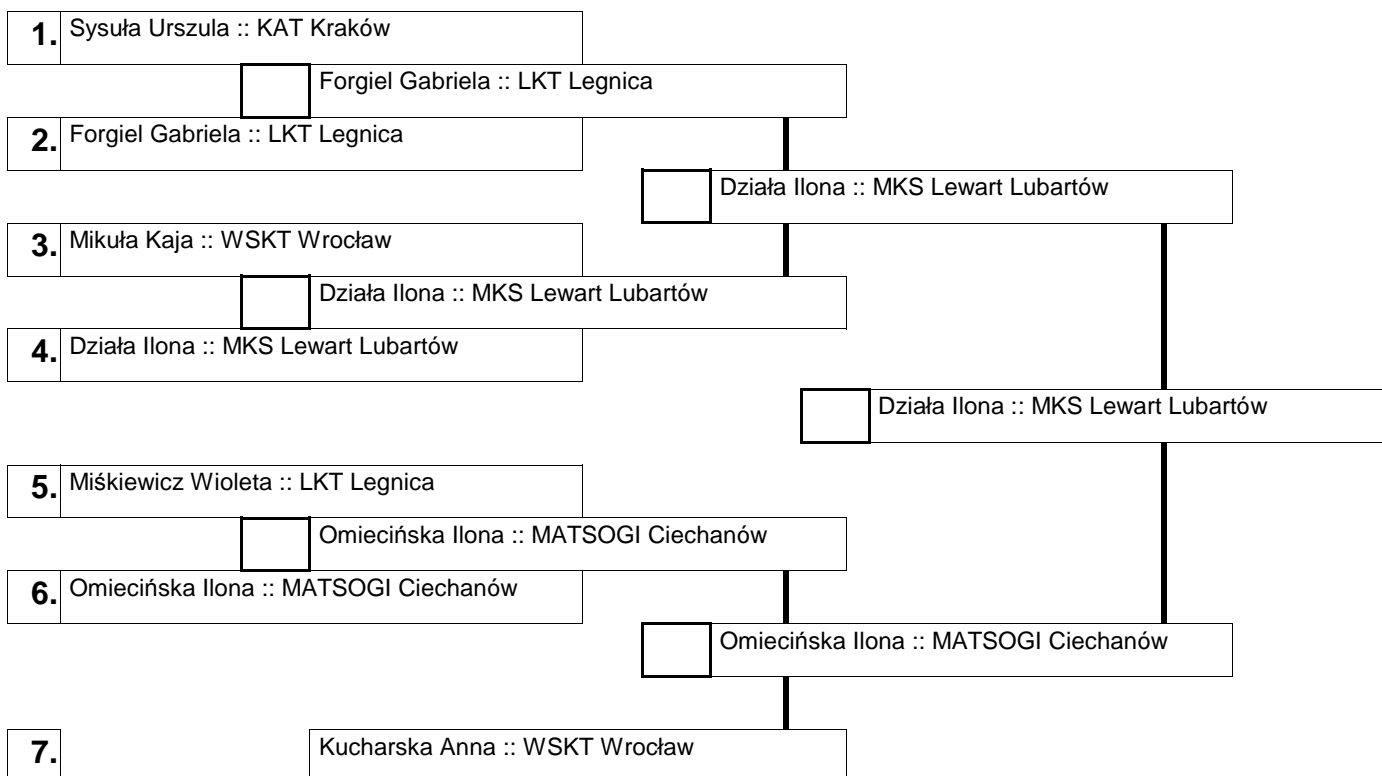 1. Sysuła Urszula :: KAT Kraków
Forgiel Gabriela :: LKT Legnica
2. Forgiel Gabriela :: LKT Legnica
Działa Ilona :: MKS Lewart Lubartów
3. Mikuła Kaja :: WSKT Wrocław
Działa Ilona :: MKS Lewart Lubartów
4. Działa Ilona :: MKS Lewart Lubartów
Działa Ilona :: MKS Lewart Lubartów
5. Miśkiewicz Wioleta :: LKT Legnica
Omiecińska Ilona :: MATSOGI Ciechanów
6. Omiecińska Ilona :: MATSOGI Ciechanów
Omiecińska Ilona :: MATSOGI Ciechanów
7. Kucharska Anna :: WSKT Wrocław